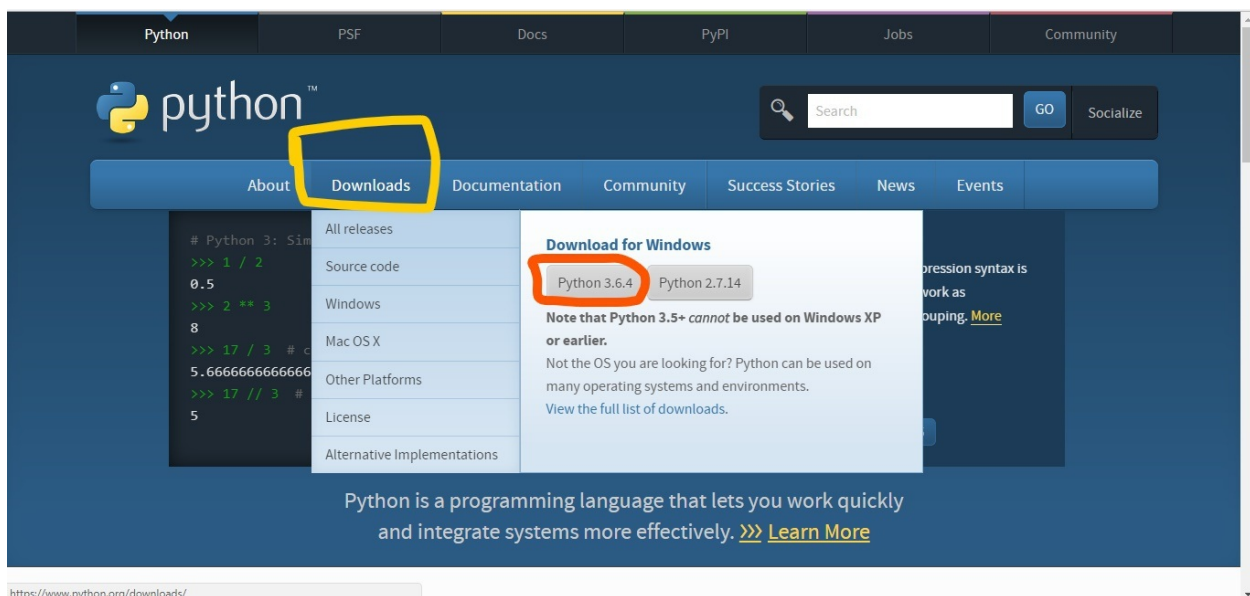 Python PSF Docs PyPI Jobs Community
python™
Search GO Socialize
About Downloads Documentation Community Success Stories News Events
# Python 3: Sim
>>> 1 / 2
0.5
>>> 2 ** 3
8
>>> 17 / 3 # c
5.6666666666666
>>> 17 // 3 #
5
All releases
Source code
Windows
Mac OS X
Other Platforms
License
Alternative Implementations
Download for Windows
Python 3.6.4 Python 2.7.14
Note that Python 3.5+ cannot be used on Windows XP
or earlier.
Not the OS you are looking for? Python can be used on
many operating systems and environments.
View the full list of downloads.
pression syntax is
work as
ouping. More
Python is a programming language that lets you work quickly
and integrate systems more effectively. >>> Learn More
https://www.python.org/downloads/